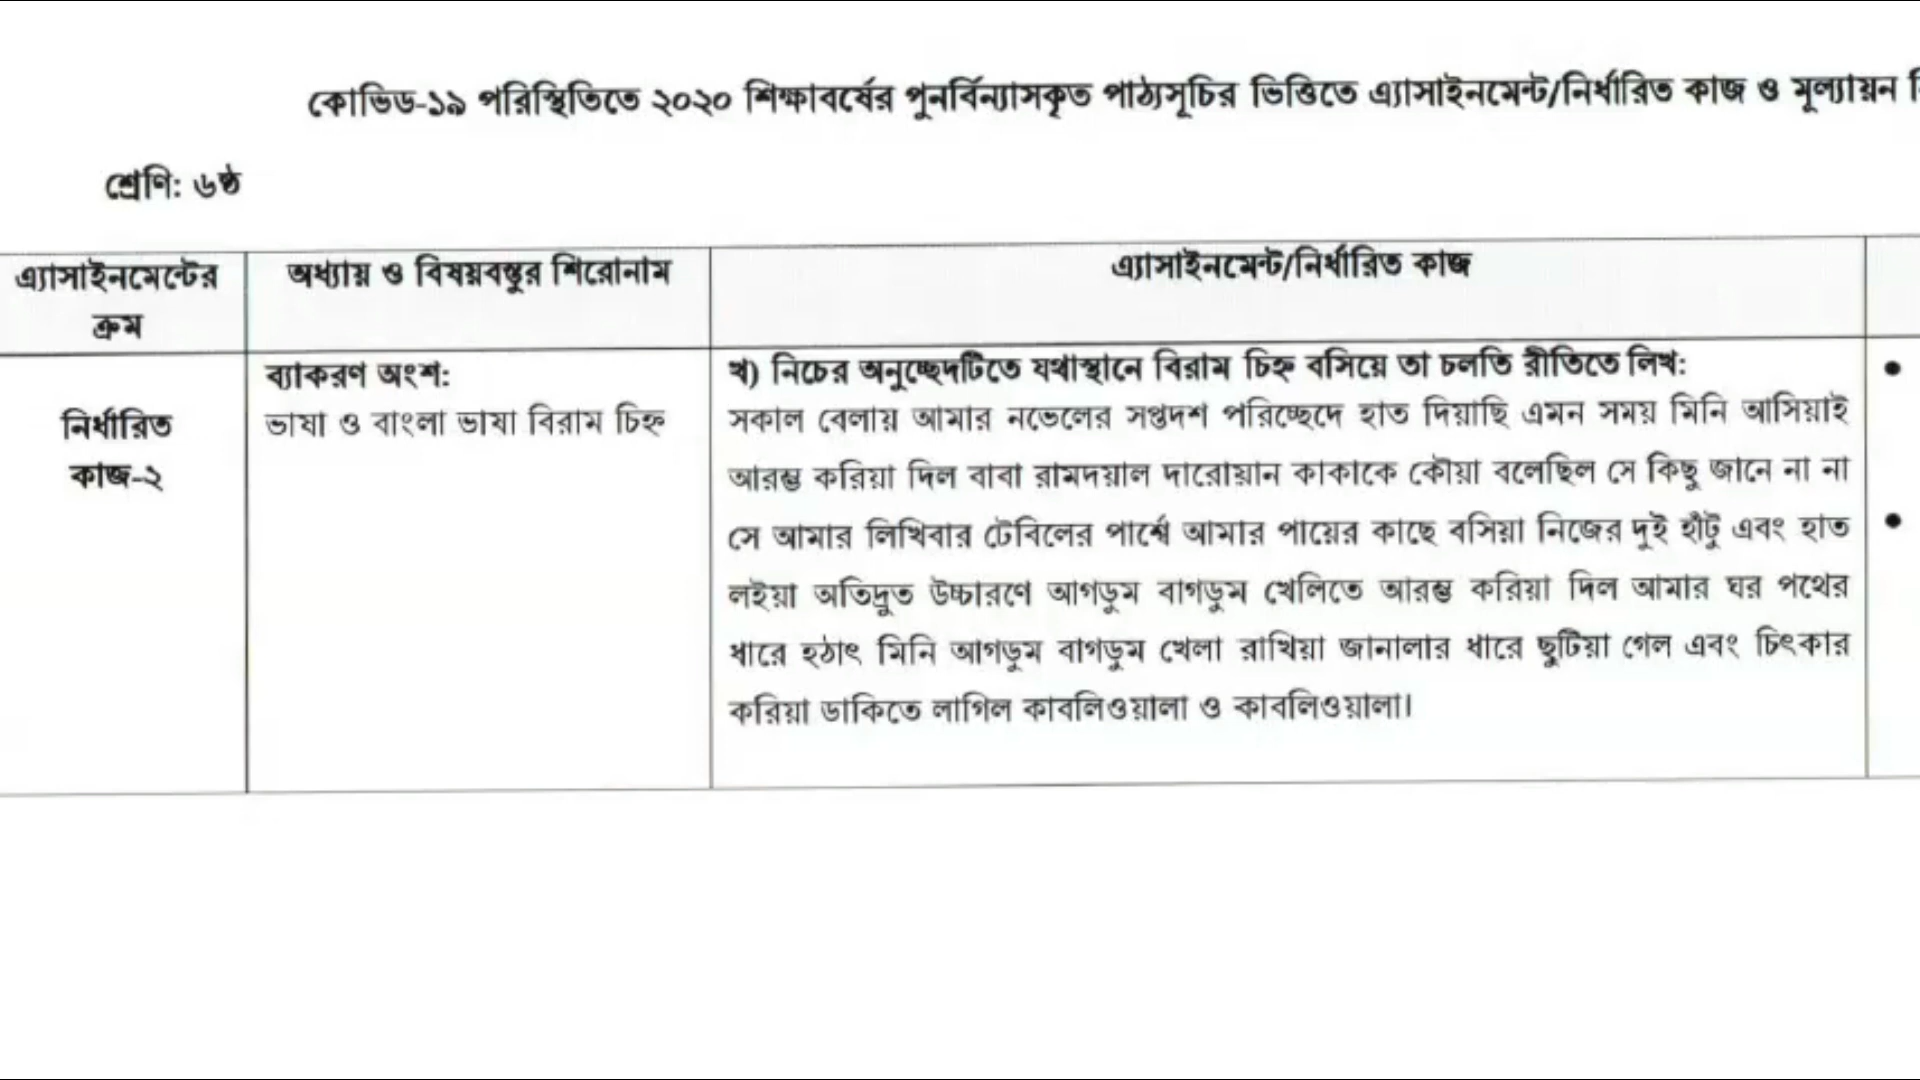 কোভিড-১৯ পরিস্থিতিতে ২০২০ শিক্ষাবর্ষের পুনর্বিন্যাসকৃত পাঠ্যসূচির ভিত্তিতে এ্যাসাইনমেন্ট/নির্ধারিত কাজ ও মূল্যায়ন
শ্রেণি: ৬ষ্ঠ
এ্যাসাইনমেন্টের
ক্রম
অধ্যায় ও বিষয়বস্তুর শিরোনাম
এ্যাসাইনমেন্ট/নির্ধারিত কাজ
নির্ধারিত
কাজ-২
ব্যাকরণ অংশ:
ভাষা ও বাংলা ভাষা বিরাম চিহ্ন
খ) নিচের অনুচ্ছেদটিতে যথাস্থানে বিরাম চিহ্ন বসিয়ে তা চলতি রীতিতে লিখ:
সকাল বেলায় আমার নভেলের সপ্তদশ পরিচ্ছেদে হাত দিয়াছি এমন সময় মিনি আসিয়াই
আরম্ভ করিয়া দিল বাবা রামদয়াল দারোয়ান কাকাকে কৌয়া বলেছিল সে কিছু জানে না না
সে আমার লিখিবার টেবিলের পার্শ্বে আমার পায়ের কাছে বসিয়া নিজের দুই হাঁটু এবং হাত
লইয়া অতিদ্রুত উচ্চারণে আগডুম বাগডুম খেলিতে আরম্ভ করিয়া দিল আমার ঘর পথের
ধারে হঠাৎ মিনি আগডুম বাগডুম খেলা রাখিয়া জানালার ধারে ছুটিয়া গেল এবং চিৎকার
করিয়া ডাকিতে লাগিল কাবলিওয়ালা ও কাবলিওয়ালা।